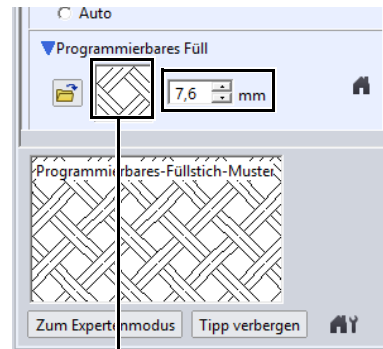 Auto
Programmierbares Füll
7,6 mm
Programmierbares-Füllstich-Muster
Zum Expertenmodus Tipp verbergen